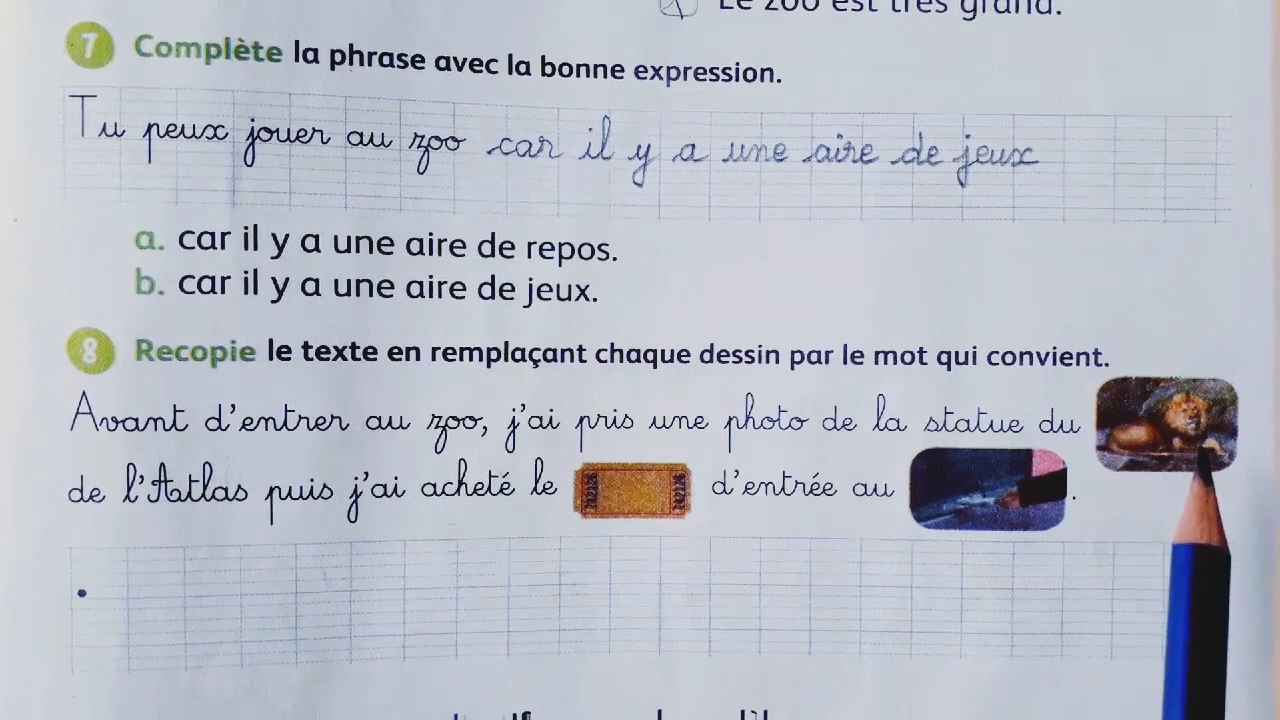 Le zoo est très grand.
7 Complète la phrase avec la bonne expression.
Tu peux jouer au zoo car il y a une aire de jeux
a. car il y a une aire de repos.
b. car il y a une aire de jeux.
8 Recopie le texte en remplaçant chaque dessin par le mot qui convient.
Avant d'entrer au zoo, j'ai pris une photo de la statue du
de l'Atlas puis j'ai acheté le d'entrée au .